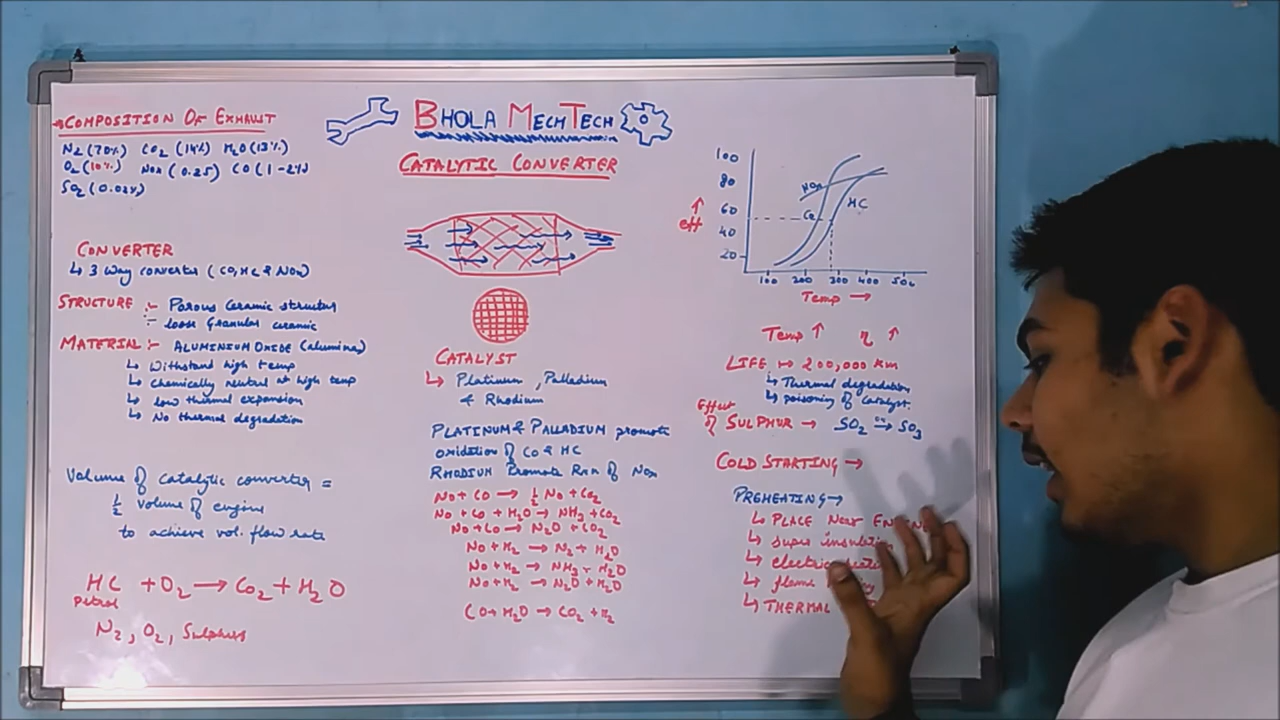 BHOLA MECHTECH
CATALYTIC CONVERTER
COMPOSITION OF EXHAUST
N2 (70%) CO2 (14%) H2O (13%)
O2 (10%) NOx (0.25) CO (1-2%)
SO2 (0.02%)
CONVERTER
↳ 3 way converter (CO, HC & NOx)
STRUCTURE :- Porous ceramic structur
:- loose Granular ceramic
MATERIAL :- ALUMINIUM OXIDE (alumina)
↳ Withstand high temp
↳ chemically neutral at high temp
↳ low thermal expansion
↳ No thermal degradation
Volume of catalytic converter =
1/2 volume of engine
to achieve vol. flow rate
HC + O2 → CO2 + H2O
Petrol
N2, O2, Sulphur
CATALYST
↳ Platinum, Palladium
& Rhodium
PLATINUM & PALLADIUM promote
oxidation of CO & HC
RHODIUM Promote Rxn of NOx
NO + CO → 1/2 NO + CO2
NO + CO + H2O → NH3 + CO2
NO + CO → N2O + CO2
NO + H2 → N2 + H2O
NO + H2 → NH3 + H2O
NO + H2 → N2O + H2O
CO + H2O → CO2 + H2
100
80
60
40
20
eff ↑
NOx
CO
HC
100 200 300 400 500
Temp →
Temp ↑ η ↑
LIFE → 200,000 km
↳ Thermal degradation
↳ poisoning of catalyst.
Effect
of SULPHUR → SO2 → SO3
COLD STARTING →
PREHEATING →
↳ PLACE NEAR ENGINE
↳ super insulation
↳ electric
↳ flame
↳ THERMAL